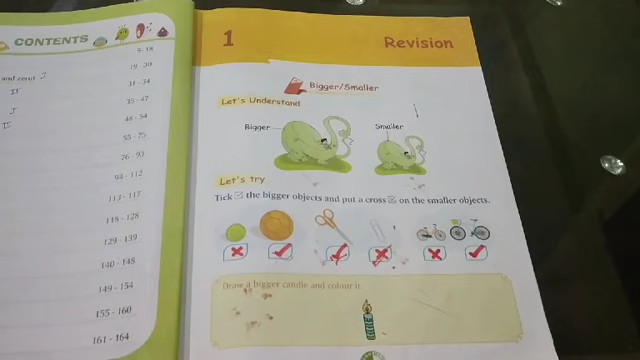 CONTENTS
and zeros I
II
I
II
19 - 30
31 - 34
35 - 47
48 - 54
55 - 75
76 - 93
94 - 112
113 - 117
118 - 128
129 - 139
140 - 148
149 - 154
155 - 160
161 - 164
1
Revision
Bigger/Smaller
Let's Understand
Bigger
Smaller
Let's try
Tick ☑ the bigger objects and put a cross ☒ on the smaller objects.
Draw a bigger candle and colour it.